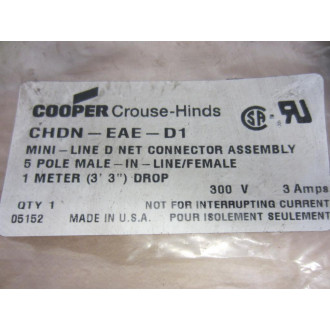 COOPER Crouse-Hinds
CHDN-EAE-D1
MINI-LINE D NET CONNECTOR ASSEMBLY
5 POLE MALE-IN-LINE/FEMALE
1 METER (3' 3") DROP
300 V 3 Amps
QTY 1 NOT FOR INTERRUPTING CURRENT
05152 MADE IN U.S.A. POUR ISOLEMENT SEULEMENT